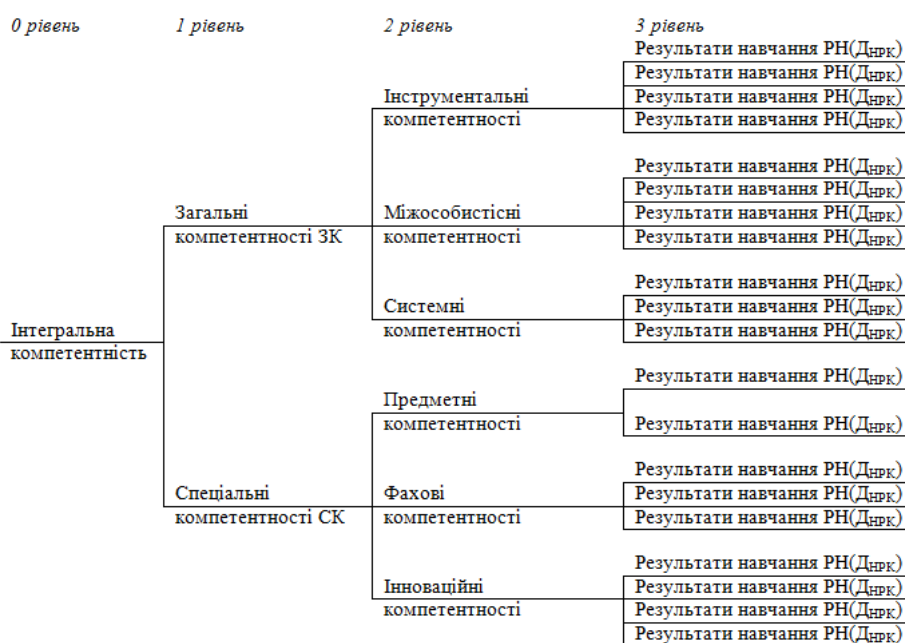 0 рівень 1 рівень 2 рівень 3 рівень
Результати навчання РН(ДНРК)
Результати навчання РН(ДНРК)
Інструментальні Результати навчання РН(ДНРК)
компетентності Результати навчання РН(ДНРК)
Результати навчання РН(ДНРК)
Результати навчання РН(ДНРК)
Загальні Міжособистісні Результати навчання РН(ДНРК)
компетентності ЗК компетентності Результати навчання РН(ДНРК)
Результати навчання РН(ДНРК)
Системні Результати навчання РН(ДНРК)
Інтегральна компетентності Результати навчання РН(ДНРК)
компетентність
Результати навчання РН(ДНРК)
Предметні
компетентності Результати навчання РН(ДНРК)
Результати навчання РН(ДНРК)
Спеціальні Фахові Результати навчання РН(ДНРК)
компетентності СК компетентності Результати навчання РН(ДНРК)
Результати навчання РН(ДНРК)
Інноваційні Результати навчання РН(ДНРК)
компетентності Результати навчання РН(ДНРК)
Результати навчання РН(ДНРК)